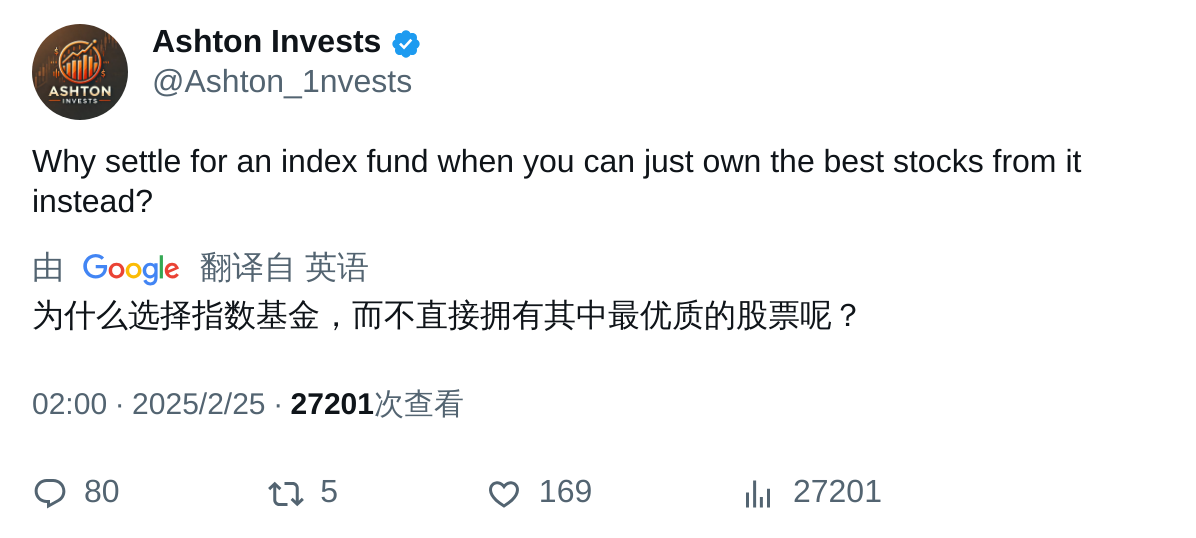 Ashton Invests
@Ashton_1nvests
ASHTON
INVESTS
Why settle for an index fund when you can just own the best stocks from it
instead?
由 Google 翻译自 英语
为什么选择指数基金，而不直接拥有其中最优质的股票呢？
02:00 · 2025/2/25 · 27201次查看
80 5 169 27201